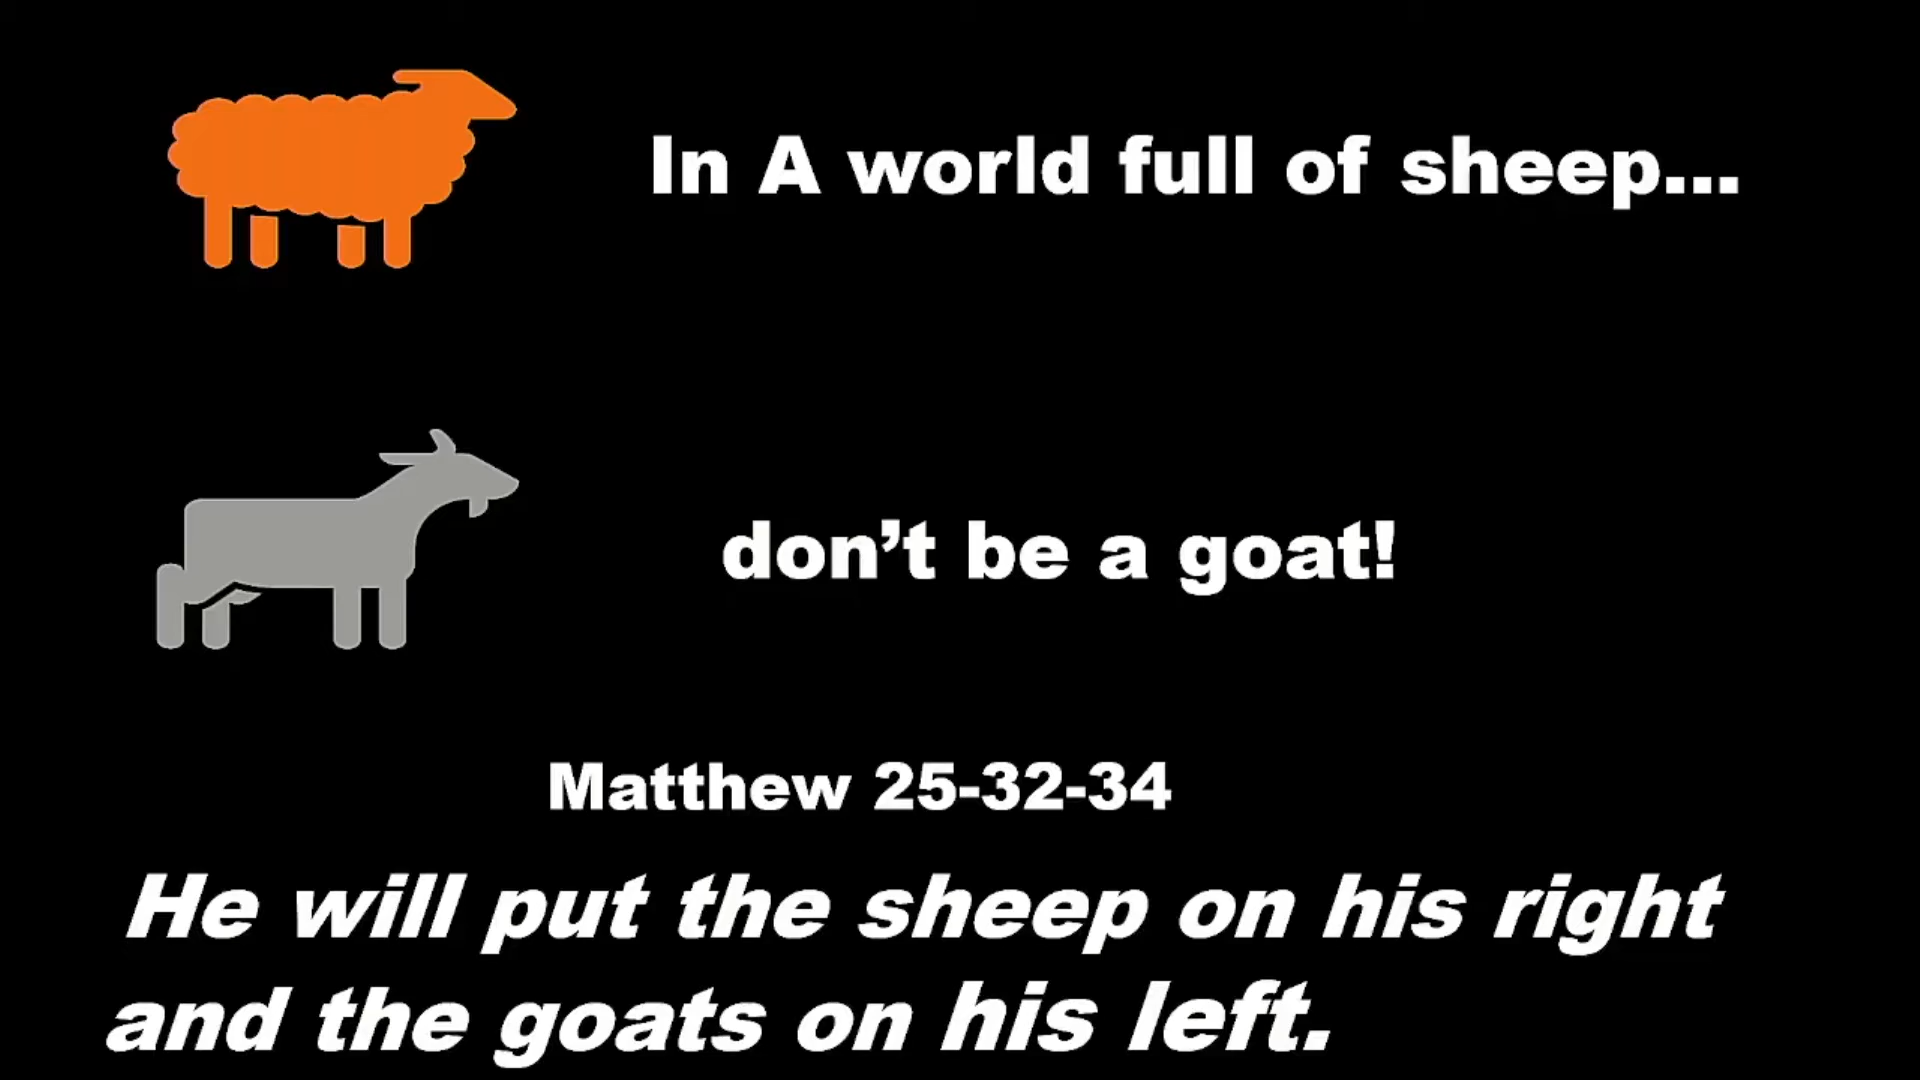 In A world full of sheep...
don’t be a goat!
Matthew 25-32-34
He will put the sheep on his right
and the goats on his left.